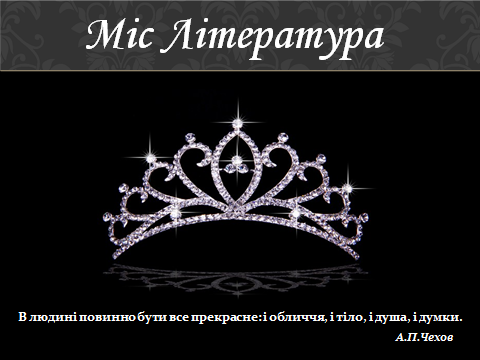 Міс Література
В людині повинно бути все прекрасне: і обличчя, і тіло, і душа, і думки.
А.П.Чехов